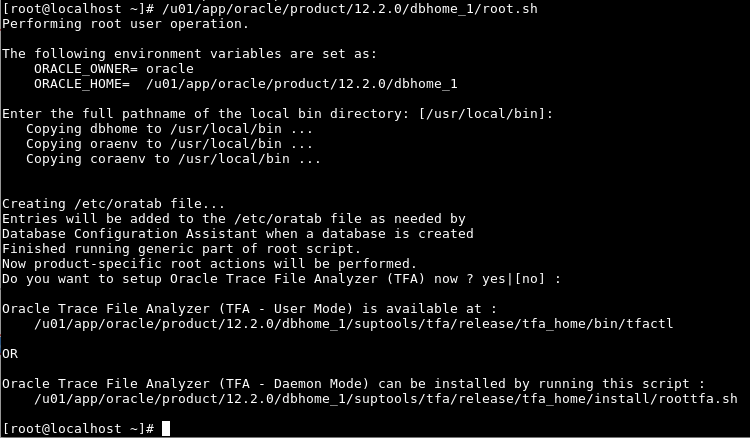 [root@localhost ~]# /u01/app/oracle/product/12.2.0/dbhome_1/root.sh
Performing root user operation.
The following environment variables are set as:
    ORACLE_OWNER= oracle
    ORACLE_HOME=  /u01/app/oracle/product/12.2.0/dbhome_1
Enter the full pathname of the local bin directory: [/usr/local/bin]:
   Copying dbhome to /usr/local/bin ...
   Copying oraenv to /usr/local/bin ...
   Copying coraenv to /usr/local/bin ...
Creating /etc/oratab file...
Entries will be added to the /etc/oratab file as needed by
Database Configuration Assistant when a database is created
Finished running generic part of root script.
Now product-specific root actions will be performed.
Do you want to setup Oracle Trace File Analyzer (TFA) now ? yes|[no] :
Oracle Trace File Analyzer (TFA - User Mode) is available at :
    /u01/app/oracle/product/12.2.0/dbhome_1/suptools/tfa/release/tfa_home/bin/tfactl
OR
Oracle Trace File Analyzer (TFA - Daemon Mode) can be installed by running this script :
    /u01/app/oracle/product/12.2.0/dbhome_1/suptools/tfa/release/tfa_home/install/roottfa.sh
[root@localhost ~]#